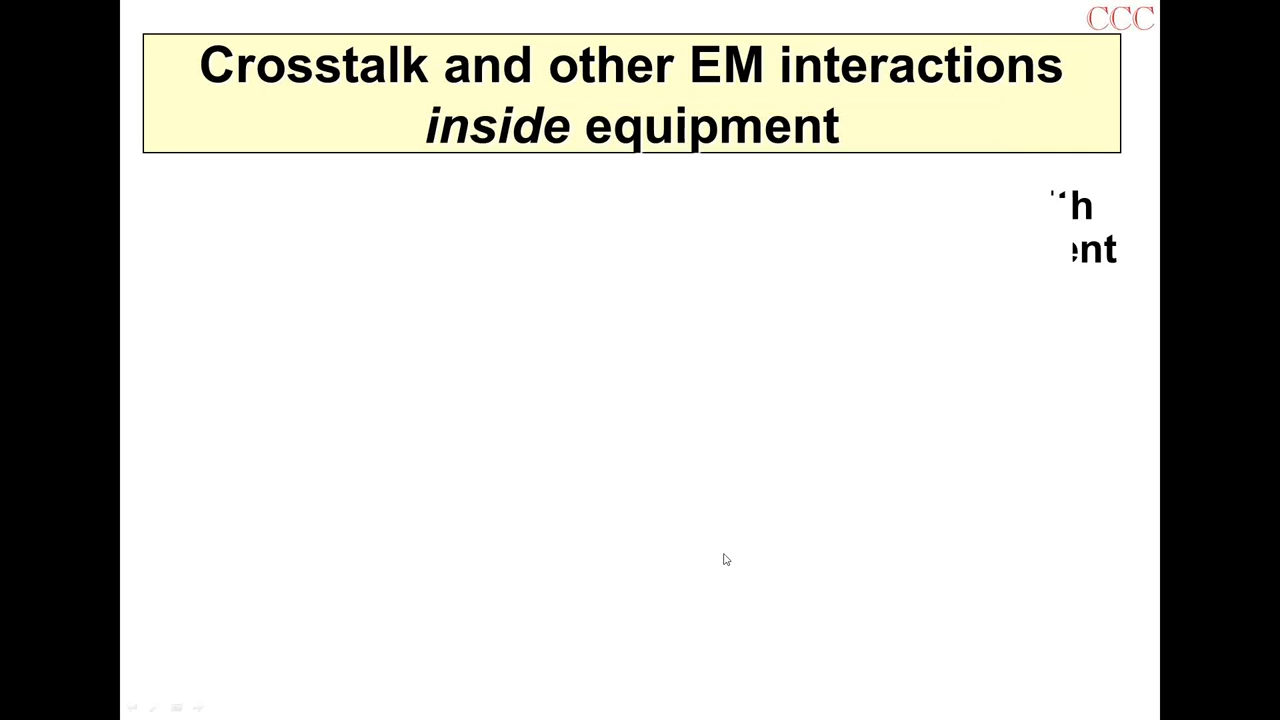 CCC
Crosstalk and other EM interactions
inside equipment